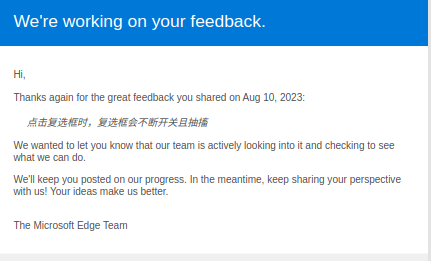 We're working on your feedback.
Hi,
Thanks again for the great feedback you shared on Aug 10, 2023:
点击复选框时，复选框会不断开关且抽搐
We wanted to let you know that our team is actively looking into it and checking to see
what we can do.
We'll keep you posted on our progress. In the meantime, keep sharing your perspective
with us! Your ideas make us better.
The Microsoft Edge Team